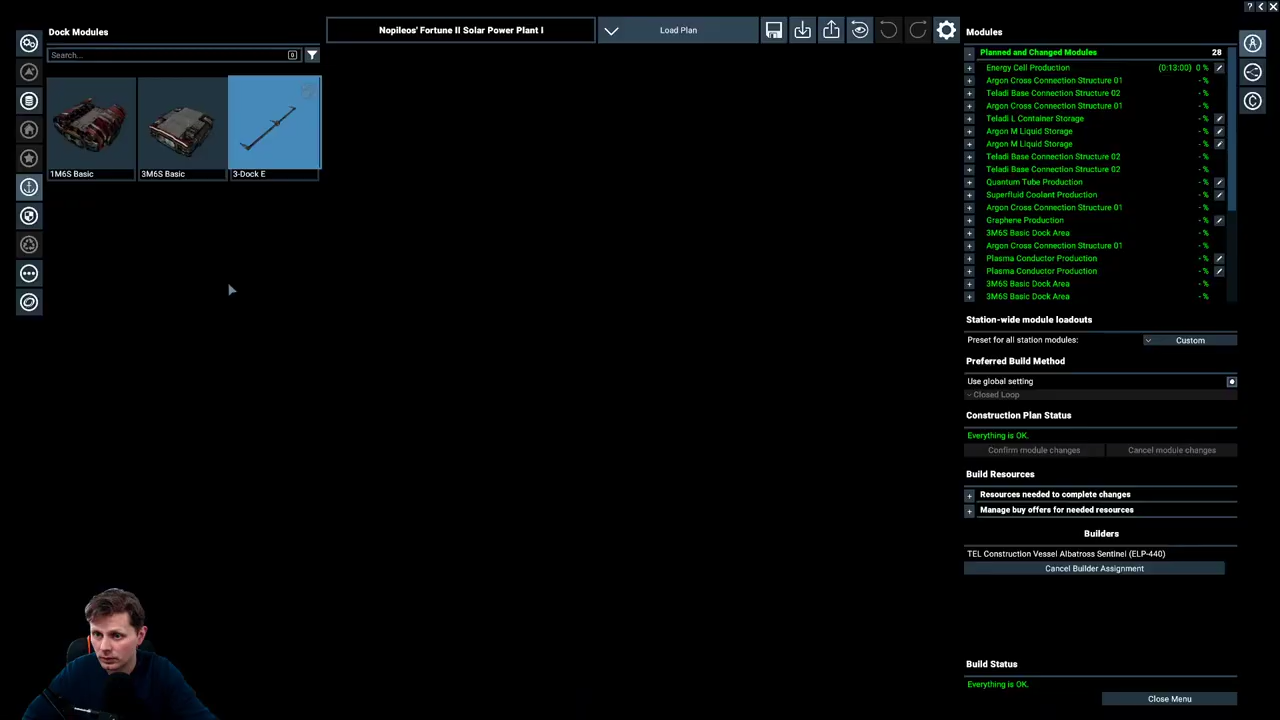 Dock Modules
Search...
1M6S Basic
3M6S Basic
3-Dock E
Nopileos' Fortune II Solar Power Plant I
Load Plan
Modules
Planned and Changed Modules 28
Energy Cell Production (0:13:00) 0 %
Argon Cross Connection Structure 01 - %
Teladi Base Connection Structure 02 - %
Argon Cross Connection Structure 01 - %
Teladi L Container Storage - %
Argon M Liquid Storage - %
Argon M Liquid Storage - %
Teladi Base Connection Structure 02 - %
Teladi Base Connection Structure 02 - %
Quantum Tube Production - %
Superfluid Coolant Production - %
Argon Cross Connection Structure 01 - %
Graphene Production - %
3M6S Basic Dock Area - %
Argon Cross Connection Structure 01 - %
Plasma Conductor Production - %
Plasma Conductor Production - %
3M6S Basic Dock Area - %
3M6S Basic Dock Area - %
Station-wide module loadouts
Preset for all station modules: Custom
Preferred Build Method
Use global setting
Closed Loop
Construction Plan Status
Everything is OK.
Confirm module changes Cancel module changes
Build Resources
Resources needed to complete changes
Manage buy offers for needed resources
Builders
TEL Construction Vessel Albatross Sentinel (ELP-440)
Cancel Builder Assignment
Build Status
Everything is OK.
Close Menu